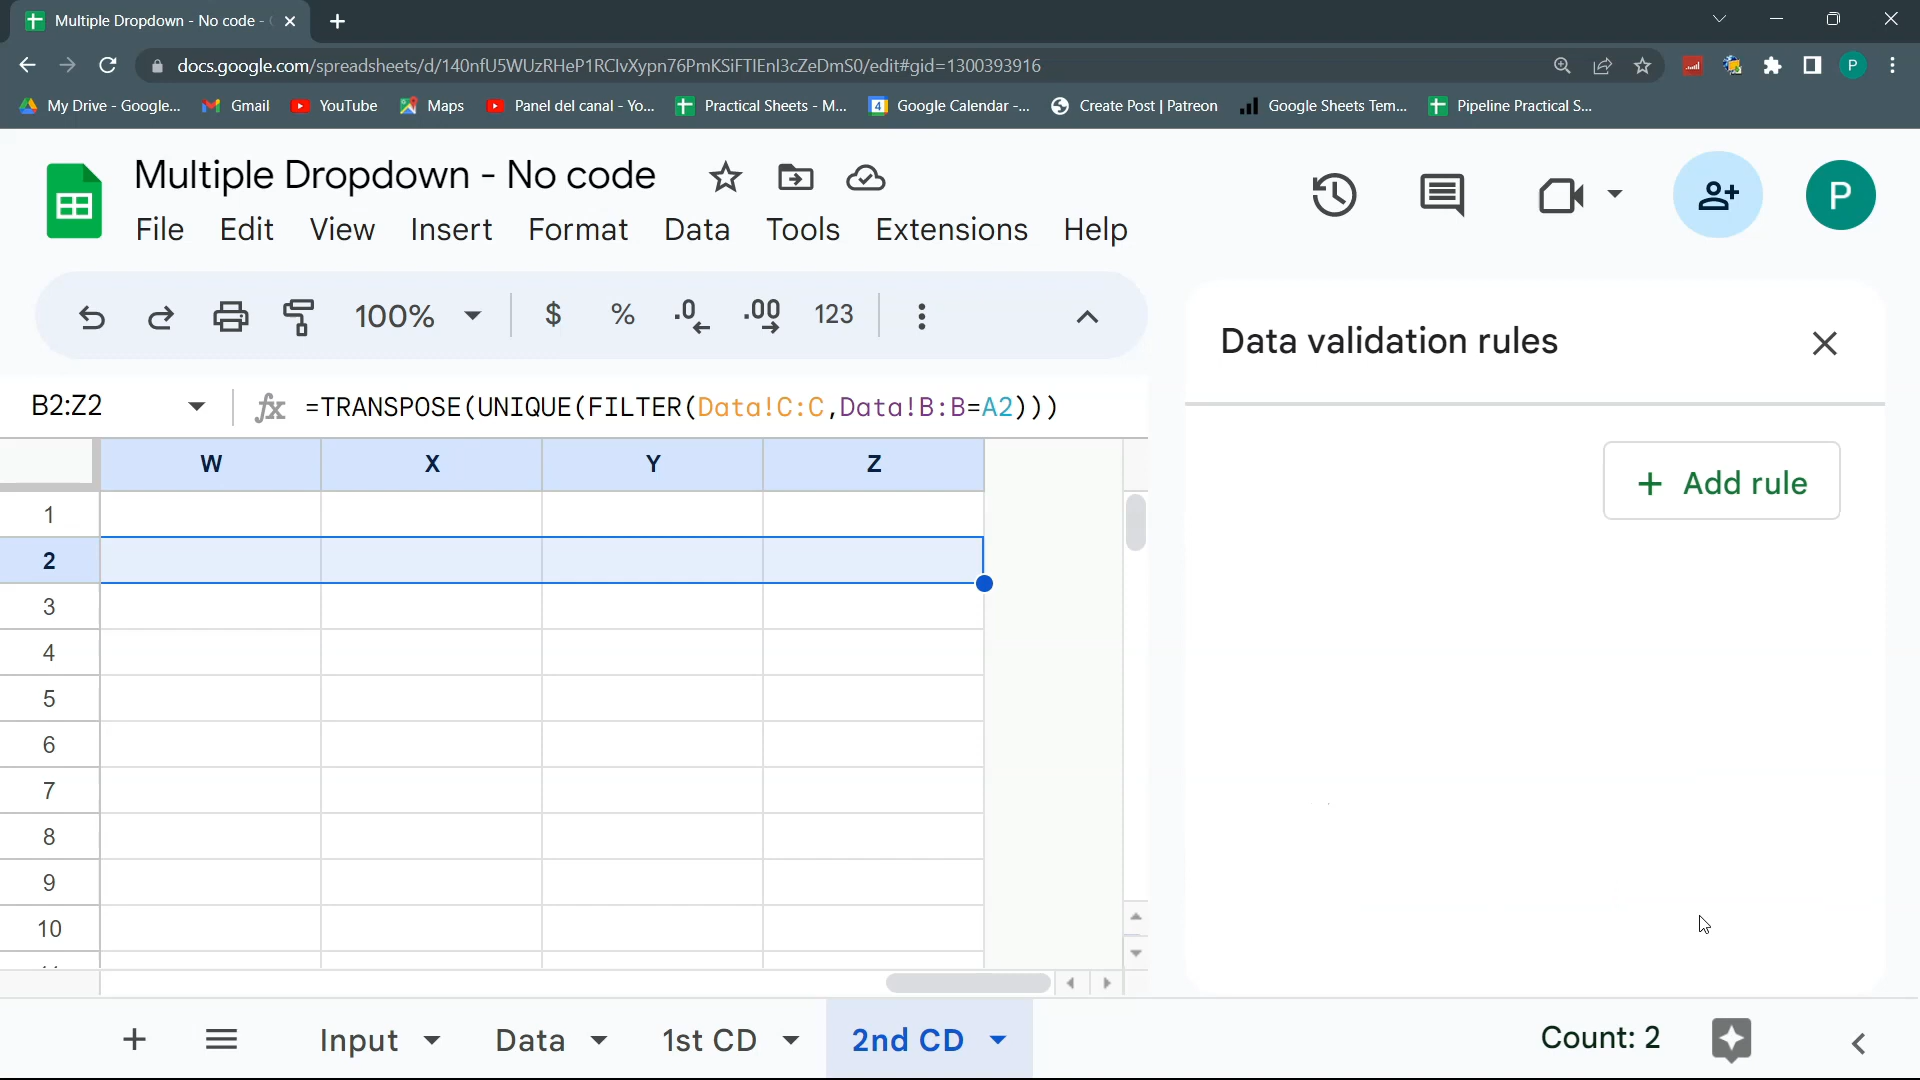 Multiple Dropdown - No code -
docs.google.com/spreadsheets/d/140nfU5WUzRHeP1RClvXypn76PmKSiFTIEnI3cZeDmS0/edit#gid=1300393916
P
My Drive - Google... Gmail YouTube Maps Panel del canal - Yo... Practical Sheets - M... 4 Google Calendar -... Create Post | Patreon Google Sheets Tem... Pipeline Practical S...
Multiple Dropdown - No code
P
File Edit View Insert Format Data Tools Extensions Help
100% $ % .0 .00 123
Data validation rules
B2:Z2 fx =TRANSPOSE(UNIQUE(FILTER(Data!C:C,Data!B:B=A2)))
W X Y Z
+ Add rule
1
2
3
4
5
6
7
8
9
10
Input Data 1st CD 2nd CD Count: 2